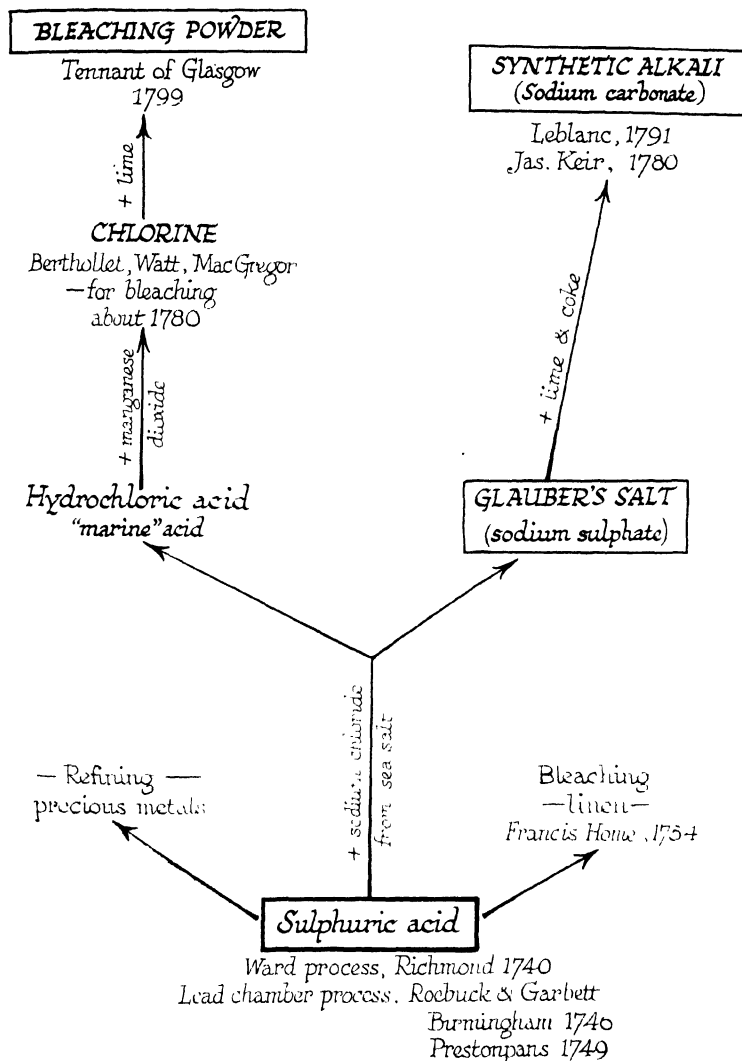 BLEACHING POWDER
Tennant of Glasgow
1799
+ lime
CHLORINE
Berthollet, Watt, MacGregor
—for bleaching
about 1780
+ manganese
dioxide
Hydrochloric acid
"marine" acid
SYNTHETIC ALKALI
(Sodium carbonate)
Leblanc, 1791
Jas. Keir, 1780
+ lime & coke
GLAUBER'S SALT
(sodium sulphate)
+ sodium chloride
from sea salt
— Refining —
precious metals
Bleaching
—linen—
Francis Home, 1754
Sulphuric acid
Ward process, Richmond 1740
Lead chamber process, Roebuck & Garbett
Birmingham 1746
Prestonpans 1749